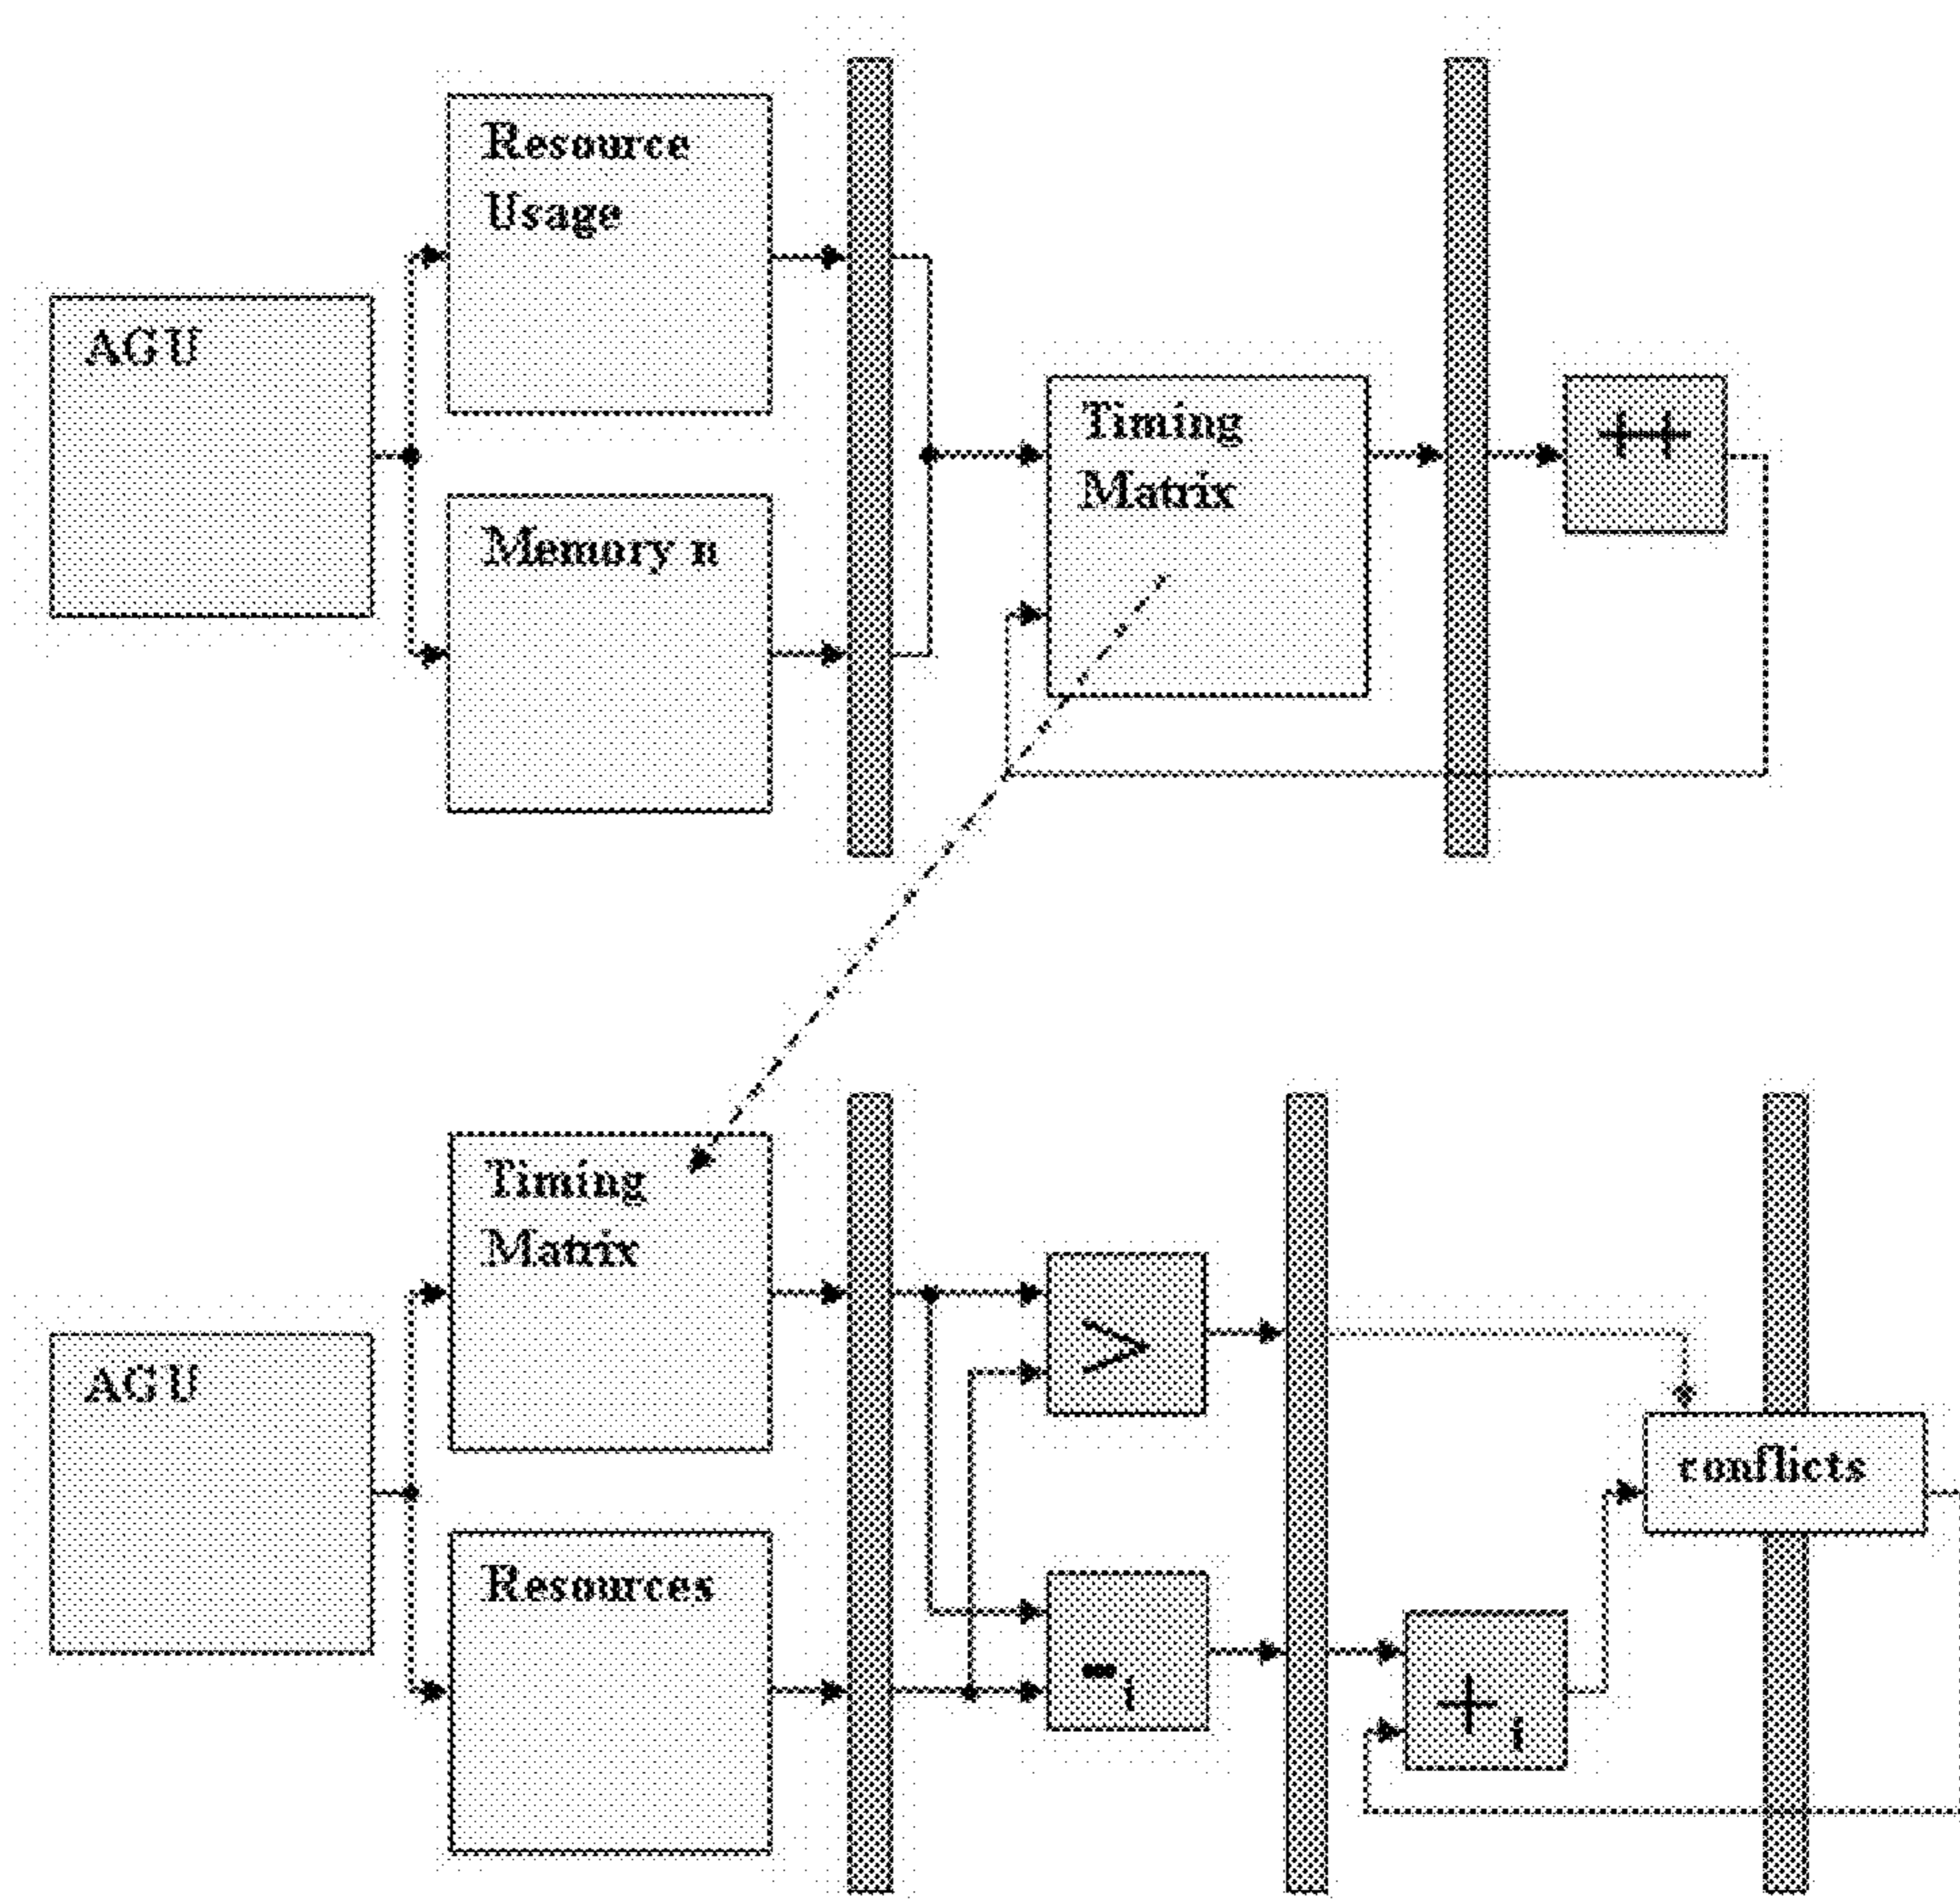 Resource
Usage
AGU
Memory n
Timing
Matrix
++
Timing
Matrix
AGU
Resources
>
-i
+i
conflicts